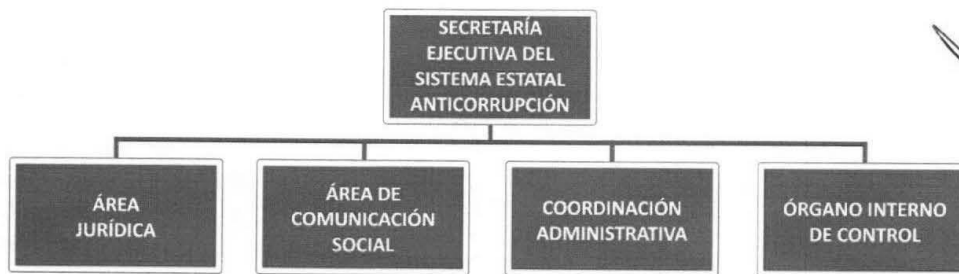 SECRETARÍA
EJECUTIVA DEL
SISTEMA ESTATAL
ANTICORRUPCIÓN
ÁREA
JURÍDICA
ÁREA DE
COMUNICACIÓN
SOCIAL
COORDINACIÓN
ADMINISTRATIVA
ÓRGANO INTERNO
DE CONTROL